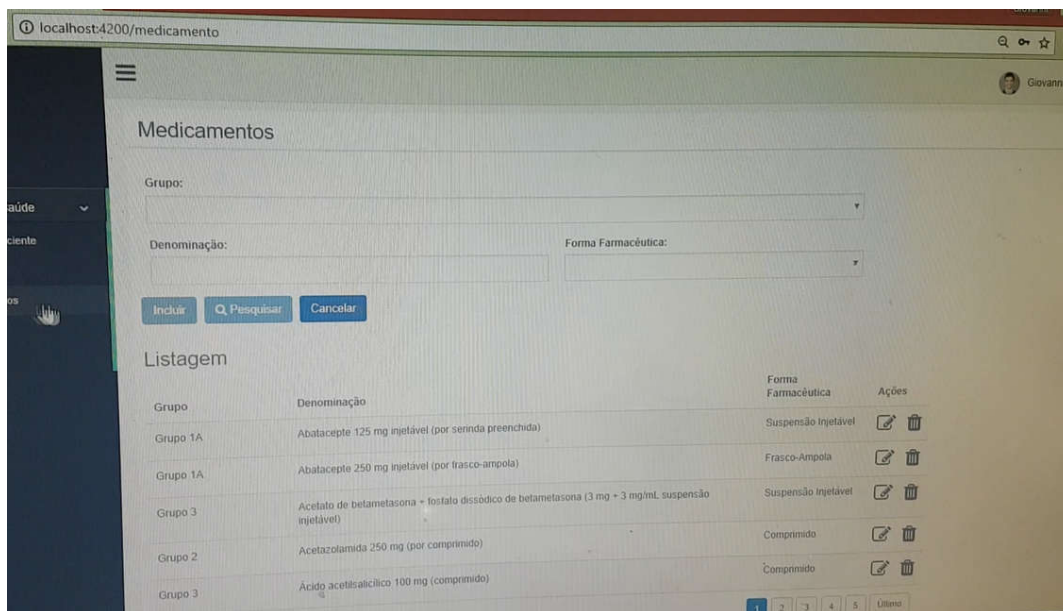 localhost:4200/medicamento
Giovann
Medicamentos
Grupo:
aúde
ciente
os
Denominação:
Forma Farmacêutica:
Incluir
Pesquisar
Cancelar
Listagem
Grupo
Denominação
Forma
Farmacêutica
Ações
Grupo 1A
Abatacepte 125 mg injetável (por serinda preenchida)
Suspensão Injetável
Grupo 1A
Abatacepte 250 mg injetável (por frasco-ampola)
Frasco-Ampola
Grupo 3
Acetato de betametasona + fosfato dissódico de betametasona (3 mg + 3 mg/mL suspensão
injetável)
Suspensão Injetável
Grupo 2
Acetazolamida 250 mg (por comprimido)
Comprimido
Grupo 3
Ácido acetilsalicílico 100 mg (comprimido)
Comprimido
1 2 3 4 5 Último